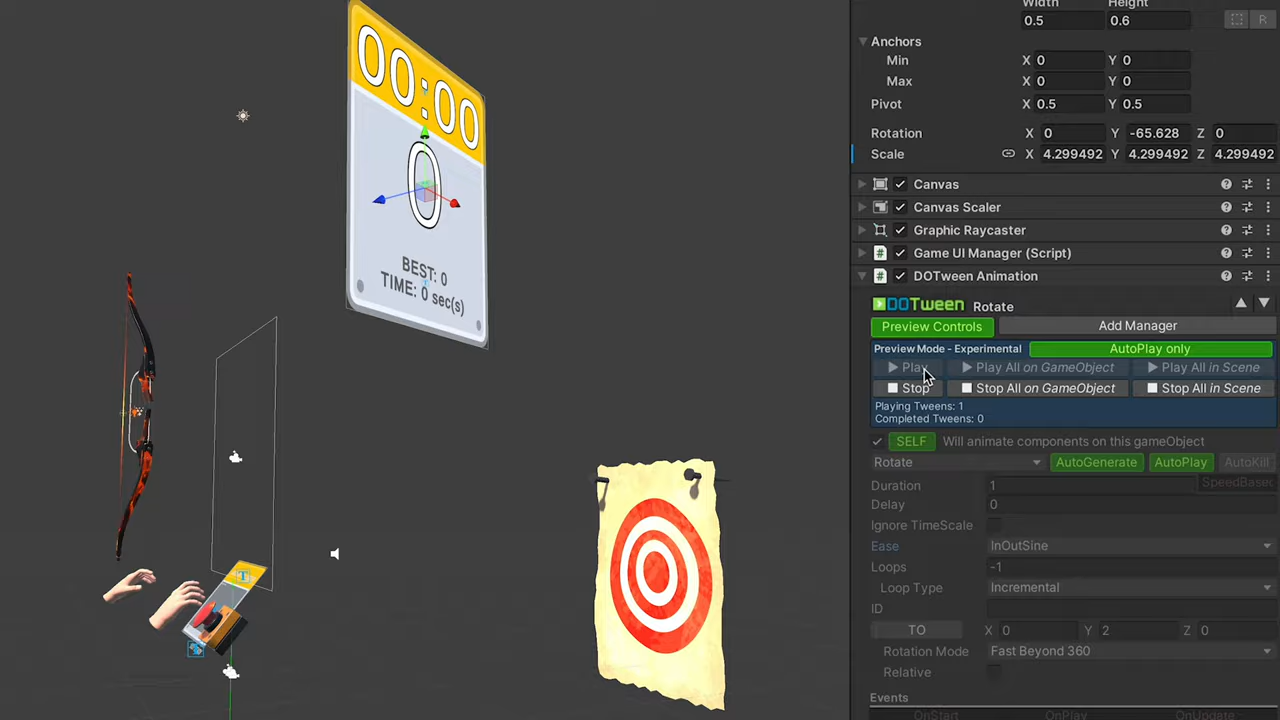 Width Height
0.5 0.6 R
Anchors
Min X 0 Y 0
Max X 0 Y 0
Pivot X 0.5 Y 0.5
Rotation X 0 Y -65.628 Z 0
Scale X 4.299492 Y 4.299492 Z 4.299492
Canvas
Canvas Scaler
Graphic Raycaster
# Game UI Manager (Script)
# DOTween Animation
DOTween Rotate
Preview Controls Add Manager
Preview Mode - Experimental AutoPlay only
Play Play All on GameObject Play All in Scene
Stop Stop All on GameObject Stop All in Scene
Playing Tweens: 1
Completed Tweens: 0
SELF Will animate components on this gameObject
Rotate AutoGenerate AutoPlay AutoKill
Duration 1 SpeedBased
Delay 0
Ignore TimeScale
Ease InOutSine
Loops -1
Loop Type Incremental
ID
TO X 0 Y 2 Z 0
Rotation Mode Fast Beyond 360
Relative
Events
OnStart OnPlay OnUpdate
00:00
0
BEST: 0
TIME: 0 sec(s)
T